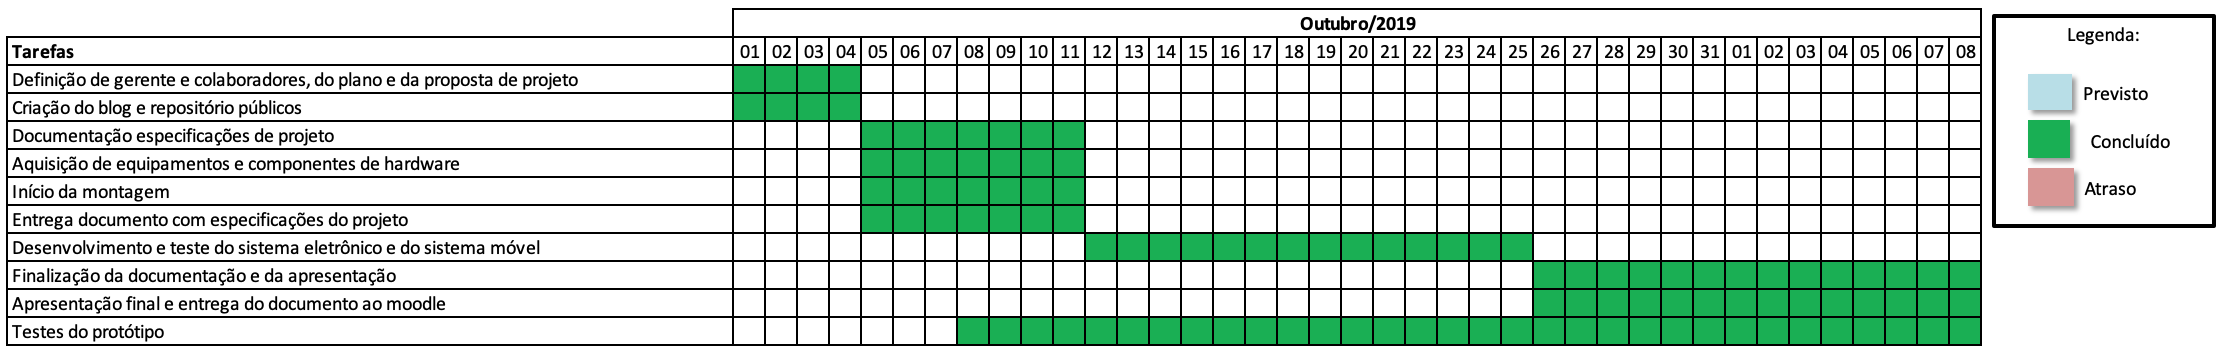 Outubro/2019
Tarefas 01 02 03 04 05 06 07 08 09 10 11 12 13 14 15 16 17 18 19 20 21 22 23 24 25 26 27 28 29 30 31 01 02 03 04 05 06 07 08
Definição de gerente e colaboradores, do plano e da proposta de projeto
Criação do blog e repositório públicos
Documentação especificações de projeto
Aquisição de equipamentos e componentes de hardware
Início da montagem
Entrega documento com especificações do projeto
Desenvolvimento e teste do sistema eletrônico e do sistema móvel
Finalização da documentação e da apresentação
Apresentação final e entrega do documento ao moodle
Testes do protótipo
Legenda:
Previsto
Concluído
Atraso